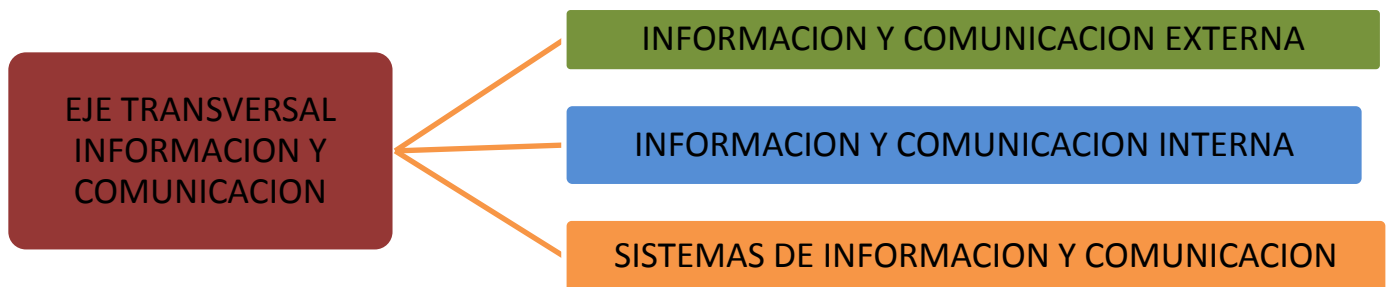 EJE TRANSVERSAL
INFORMACION Y
COMUNICACION
INFORMACION Y COMUNICACION EXTERNA
INFORMACION Y COMUNICACION INTERNA
SISTEMAS DE INFORMACION Y COMUNICACION